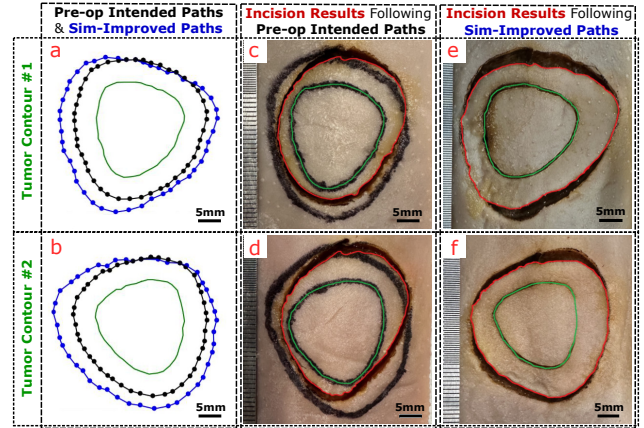 Pre-op Intended Paths
& Sim-Improved Paths
Incision Results Following
Pre-op Intended Paths
Incision Results Following
Sim-Improved Paths
Tumor Contour #1
a
5mm
c
5mm
e
5mm
Tumor Contour #2
b
5mm
d
5mm
f
5mm